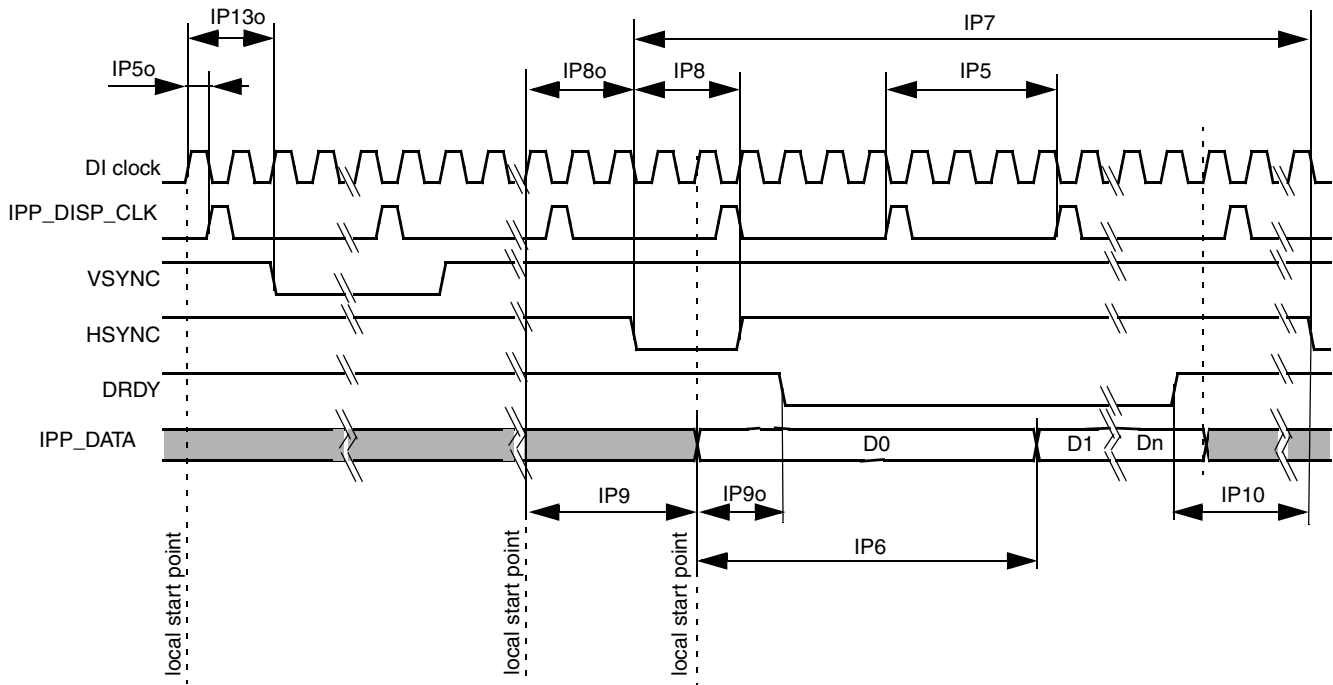 IP13o
IP7
IP5o
IP8o
IP8
IP5
DI clock
IPP_DISP_CLK
VSYNC
HSYNC
DRDY
IPP_DATA
D0
D1
Dn
IP9
IP9o
IP10
IP6
local start point
local start point
local start point